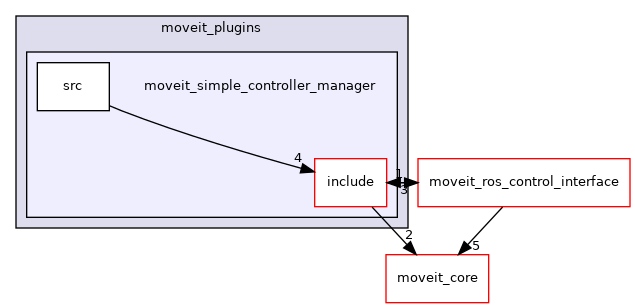 moveit_plugins
src
moveit_simple_controller_manager
4
include
1
3
moveit_ros_control_interface
2
5
moveit_core